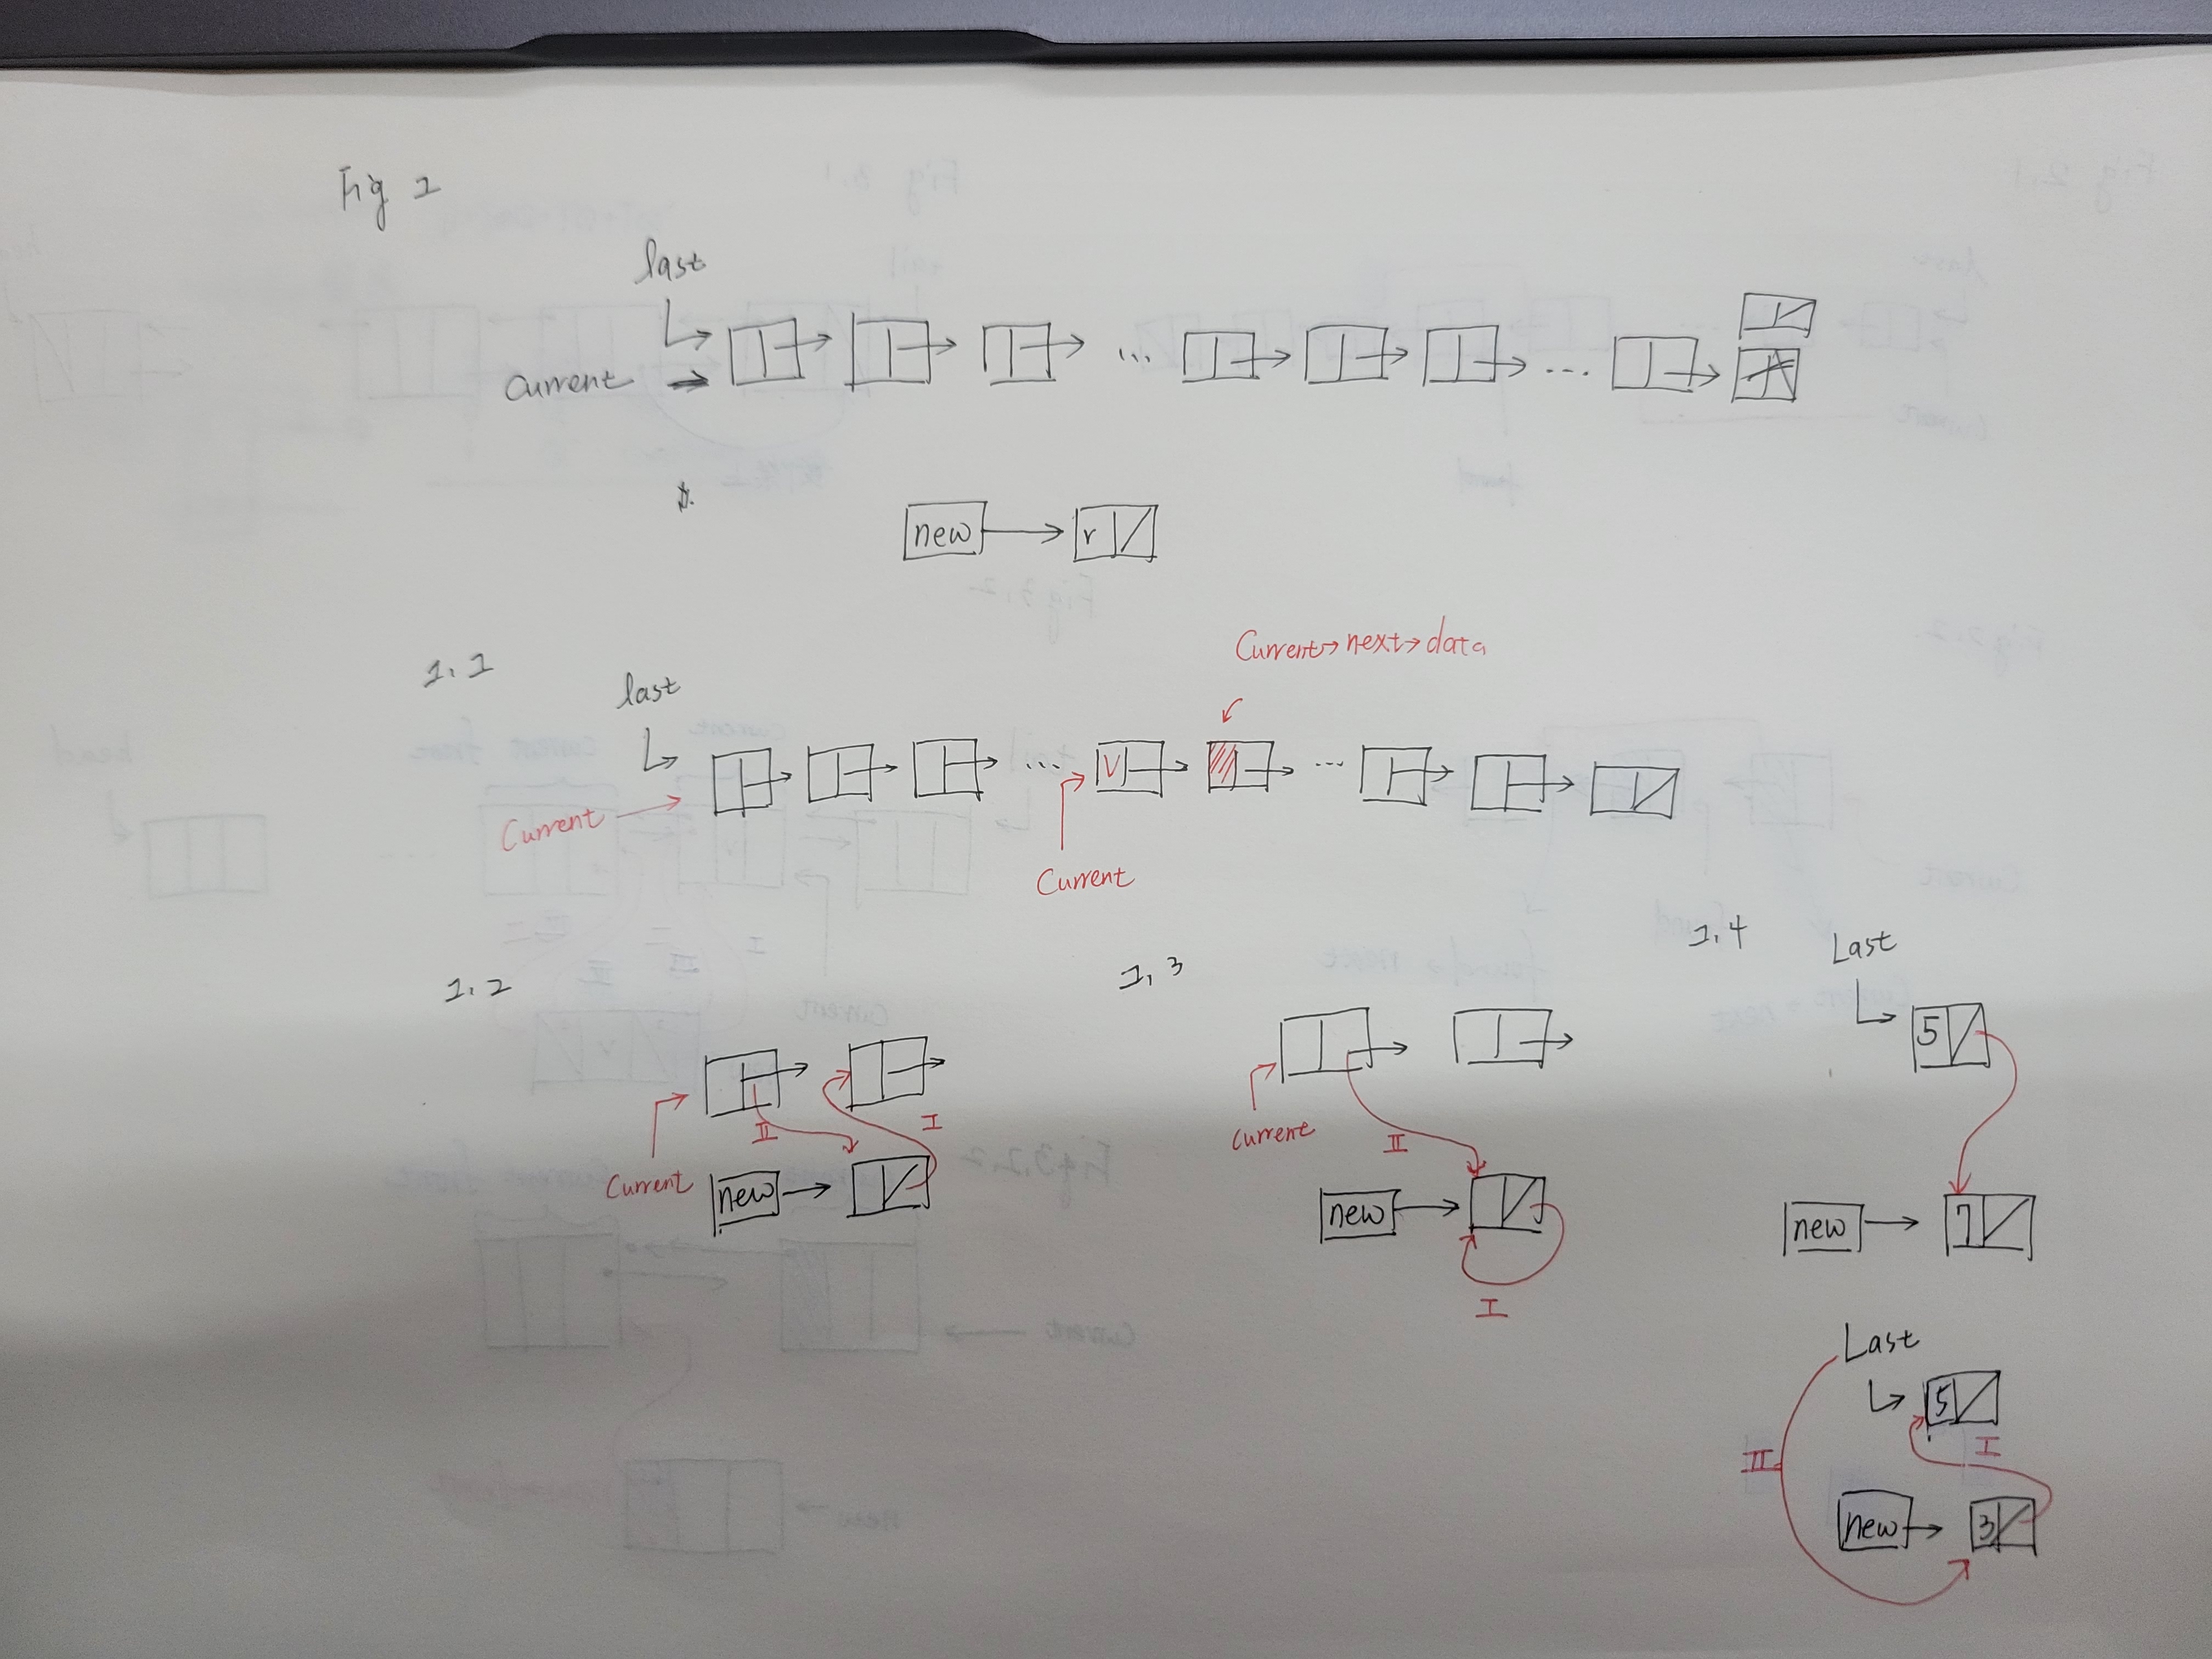 Fig 1
last
Current
new r
1.1
Current→next→data
last
V
Current
Current
1.2
Current
I
II
new
1.3
Current
II
new
I
1.4
Last
5
new 7
Last
5
I
II
new 3